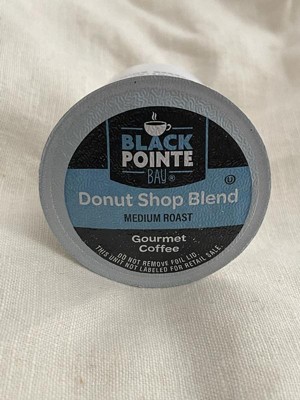 BLACK
POINTE
BAY®
Donut Shop Blend
MEDIUM ROAST
Gourmet
Coffee
DO NOT REMOVE FOIL LID
THIS UNIT NOT LABELED FOR RETAIL SALE.